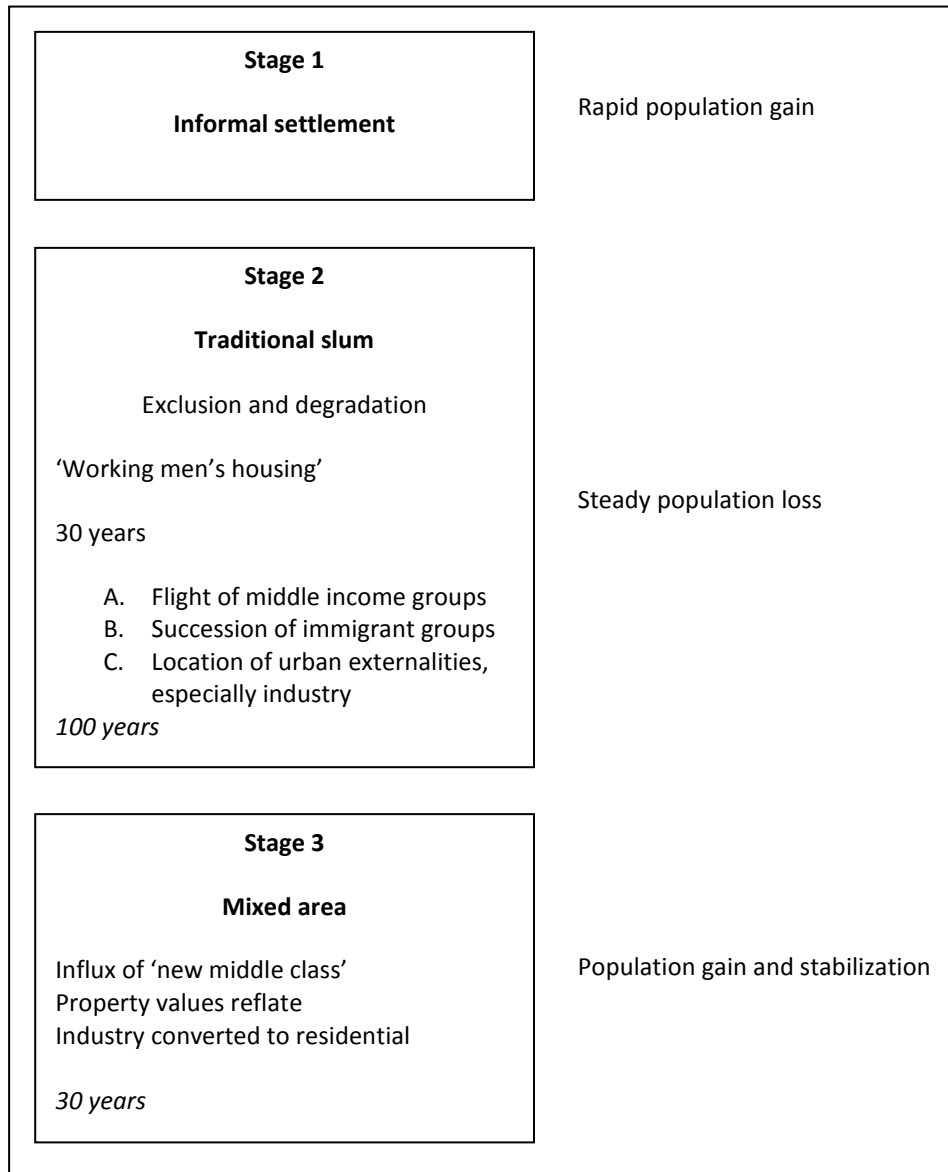 Stage 1
Informal settlement
Rapid population gain
Stage 2
Traditional slum
Exclusion and degradation
‘Working men’s housing’
Steady population loss
30 years
A. Flight of middle income groups
B. Succession of immigrant groups
C. Location of urban externalities,
especially industry
100 years
Stage 3
Mixed area
Influx of ‘new middle class’
Population gain and stabilization
Property values reflate
Industry converted to residential
30 years